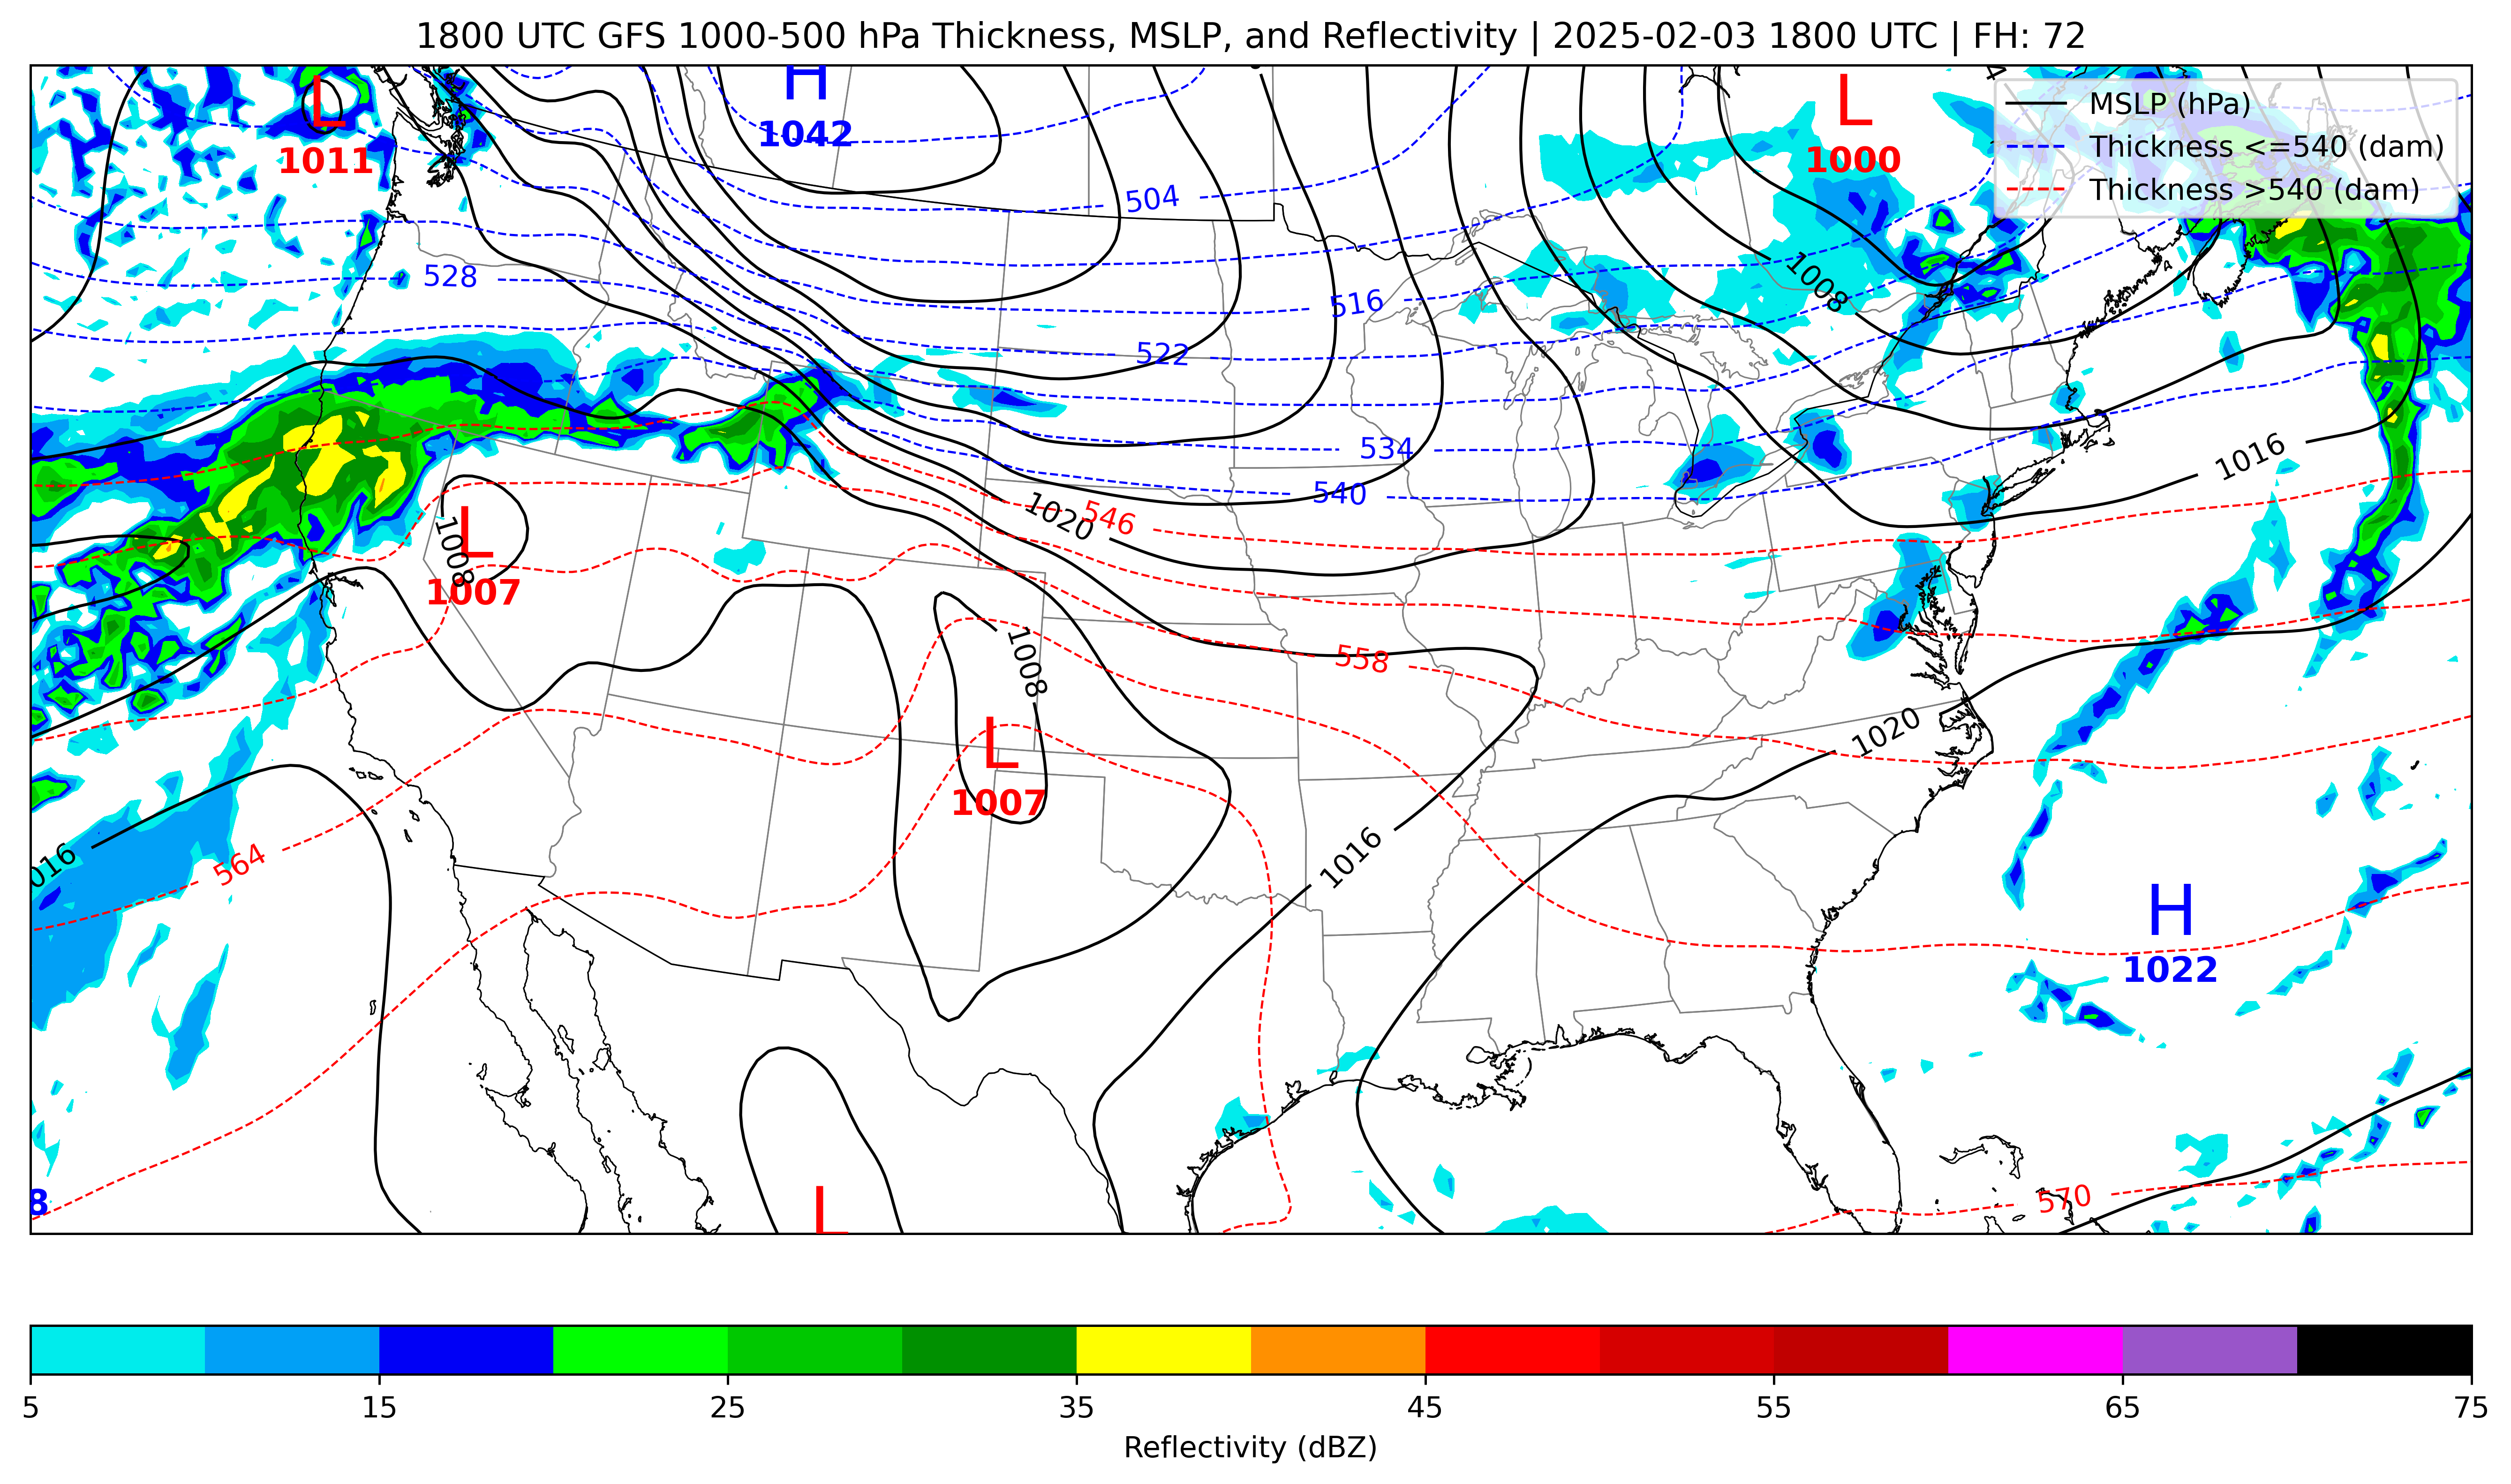 1800 UTC GFS 1000-500 hPa Thickness, MSLP, and Reflectivity | 2025-02-03 1800 UTC | FH: 72
L
1011
H
1042
L
1000
MSLP (hPa)
Thickness <=540 (dam)
Thickness >540 (dam)
504
528
516
1008
522
534
1016
540
1020
546
L
1008
1007
1008
558
L
1007
1020
1016
016
564
H
1022
8
L
570
5
15
25
35
45
55
65
75
Reflectivity (dBZ)